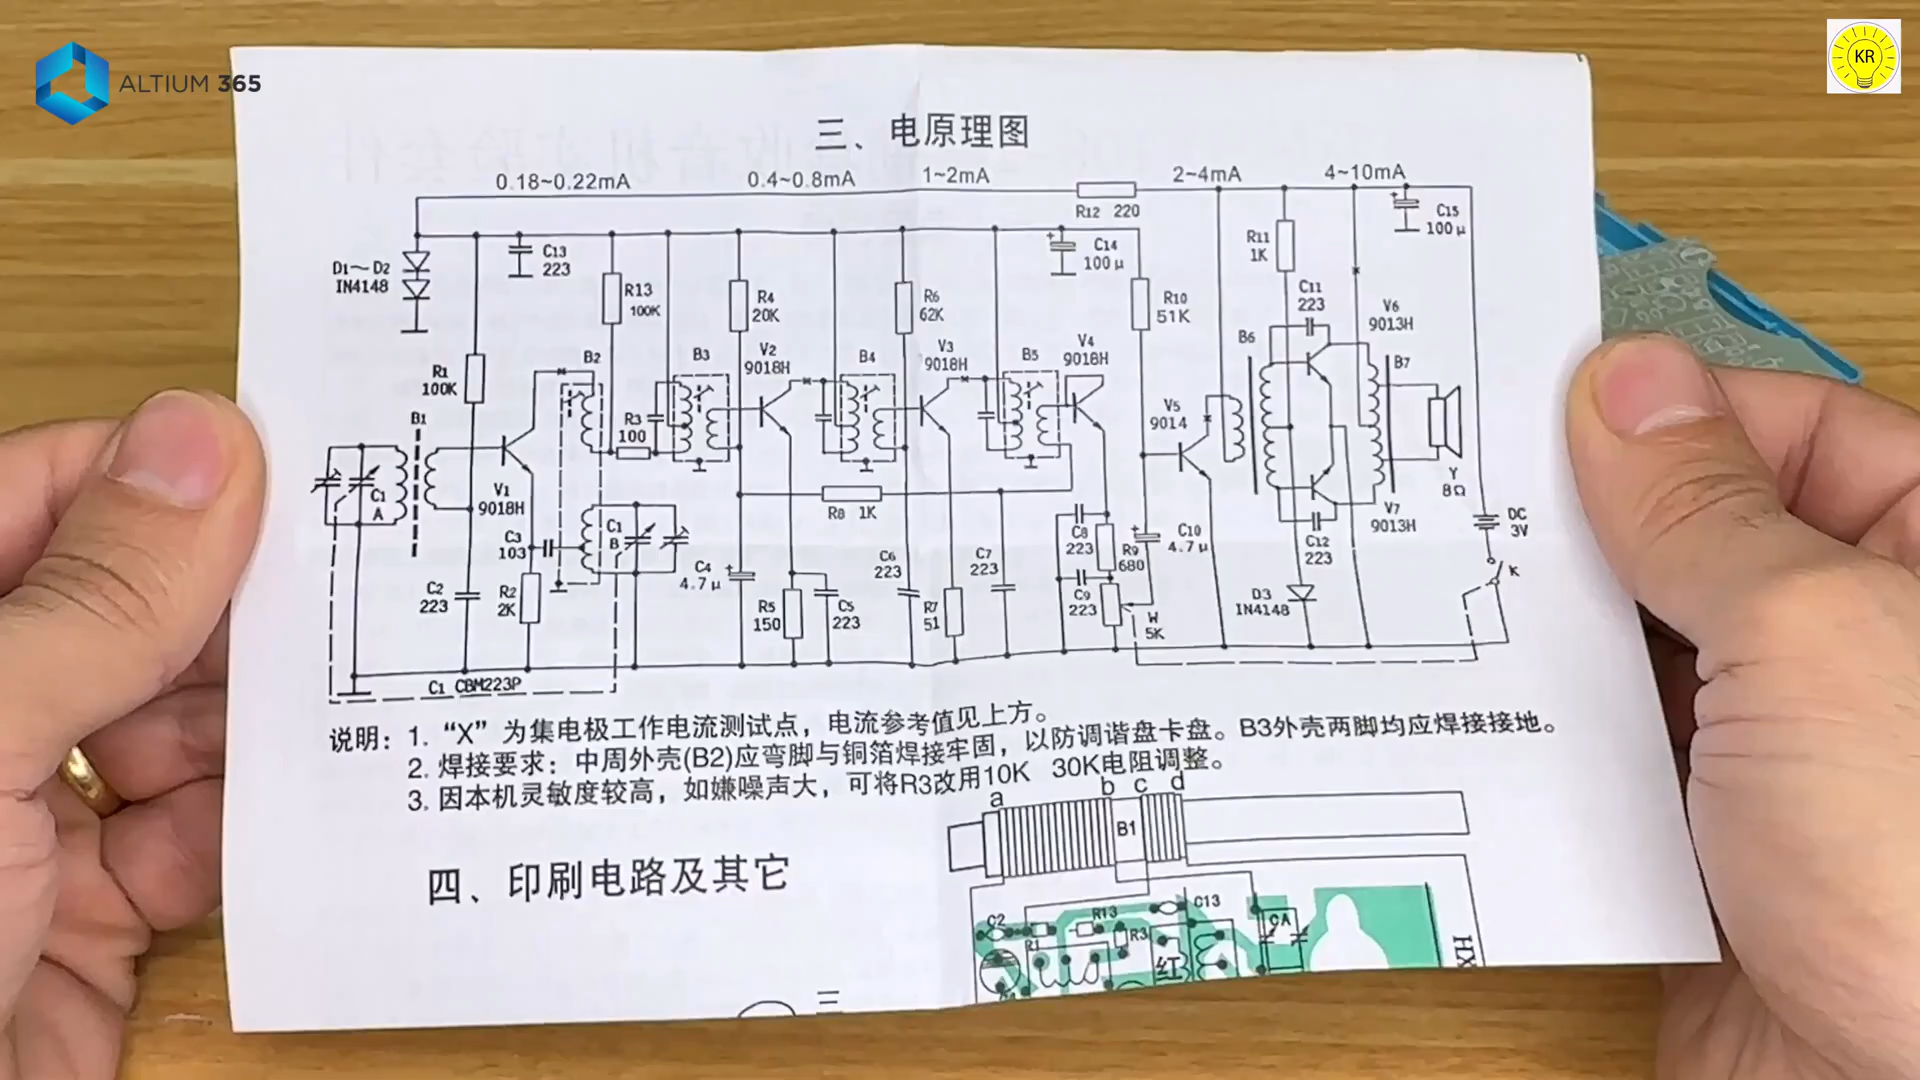 ALTIUM 365
KR
三、电原理图
0.18~0.22mA
0.4~0.8mA
1~2mA
2~4mA
4~10mA
R12 220
C13
223
D1~D2
IN4148
R13
100K
R4
20K
R6
62K
C14
100μ
R10
51K
R11
1K
C15
100μ
C11
223
V6
9013H
R1
100K
B1
B2
B3
V2
9018H
B4
V3
9018H
B5
V4
9018H
B6
B7
R3
100
V5
9014
C1
A
V1
9018H
C3
103
C1
B
R8 1K
V7
9013H
Y
8Ω
DC
3V
K
C2
223
R2
2K
C4
4.7μ
R5
150
C5
223
C6
223
R7
51
C7
223
C8
223
R9
680
C9
223
W
5K
C10
4.7μ
C12
223
D3
IN4148
C1 CBM223P
说明：1. “X”为集电极工作电流测试点，电流参考值见上方。
2. 焊接要求：中周外壳(B2)应弯脚与铜箔焊接牢固，以防调谐盘卡盘。B3外壳两脚均应焊接接地。
3. 因本机灵敏度较高，如嫌噪声大，可将R3改用10K 30K电阻调整。
a b c d
B1
四、印刷电路及其它
C2
R1
R13
R3
C13
CA
红
HX
三